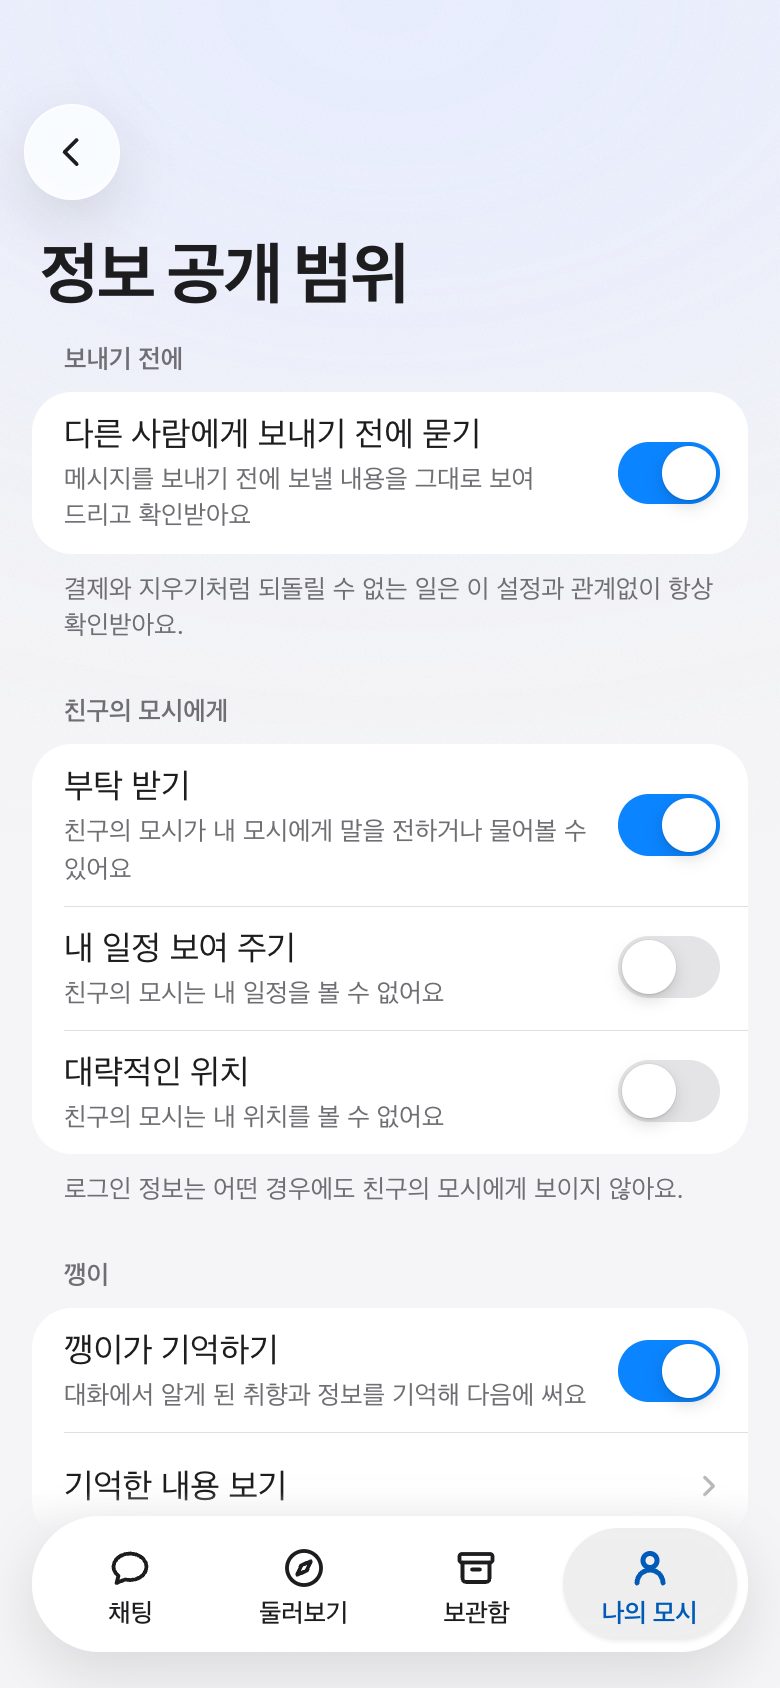 정보 공개 범위
보내기 전에
다른 사람에게 보내기 전에 묻기
메시지를 보내기 전에 보낼 내용을 그대로 보여
드리고 확인받아요
결제와 지우기처럼 되돌릴 수 없는 일은 이 설정과 관계없이 항상
확인받아요.
친구의 모시에게
부탁 받기
친구의 모시가 내 모시에게 말을 전하거나 물어볼 수
있어요
내 일정 보여 주기
친구의 모시는 내 일정을 볼 수 없어요
대략적인 위치
친구의 모시는 내 위치를 볼 수 없어요
로그인 정보는 어떤 경우에도 친구의 모시에게 보이지 않아요.
깽이
깽이가 기억하기
대화에서 알게 된 취향과 정보를 기억해 다음에 써요
기억한 내용 보기
채팅
둘러보기
보관함
나의 모시